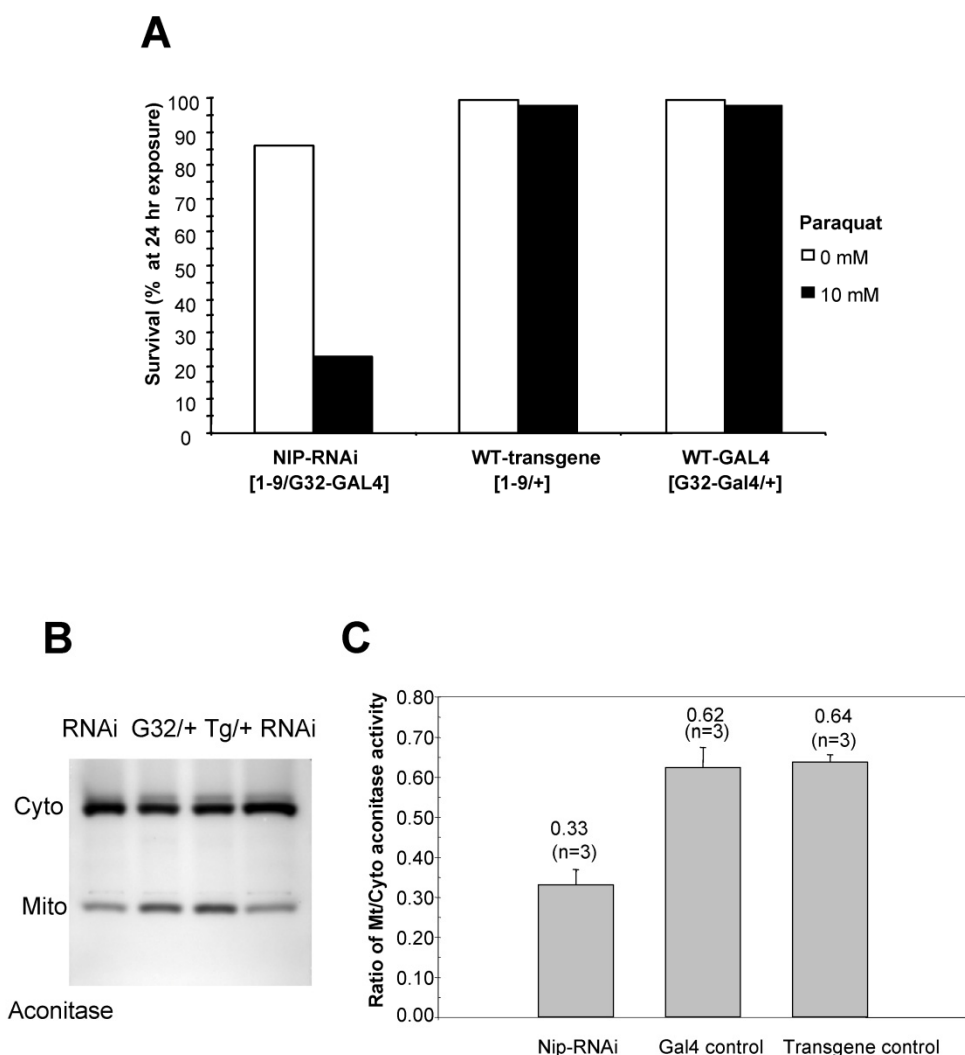 A
Survival (% at 24 hr exposure)
100
90
80
70
60
50
40
30
20
10
0
NIP-RNAi
[1-9/G32-GAL4]
WT-transgene
[1-9/+]
WT-GAL4
[G32-Gal4/+]
Paraquat
0 mM
10 mM
B
RNAi G32/+ Tg/+ RNAi
Cyto
Mito
Aconitase
C
Ratio of Mt/Cyto aconitase activity
0.80
0.70
0.60
0.50
0.40
0.30
0.20
0.10
0.00
0.33
(n=3)
0.62
(n=3)
0.64
(n=3)
Nip-RNAi
Gal4 control
Transgene control